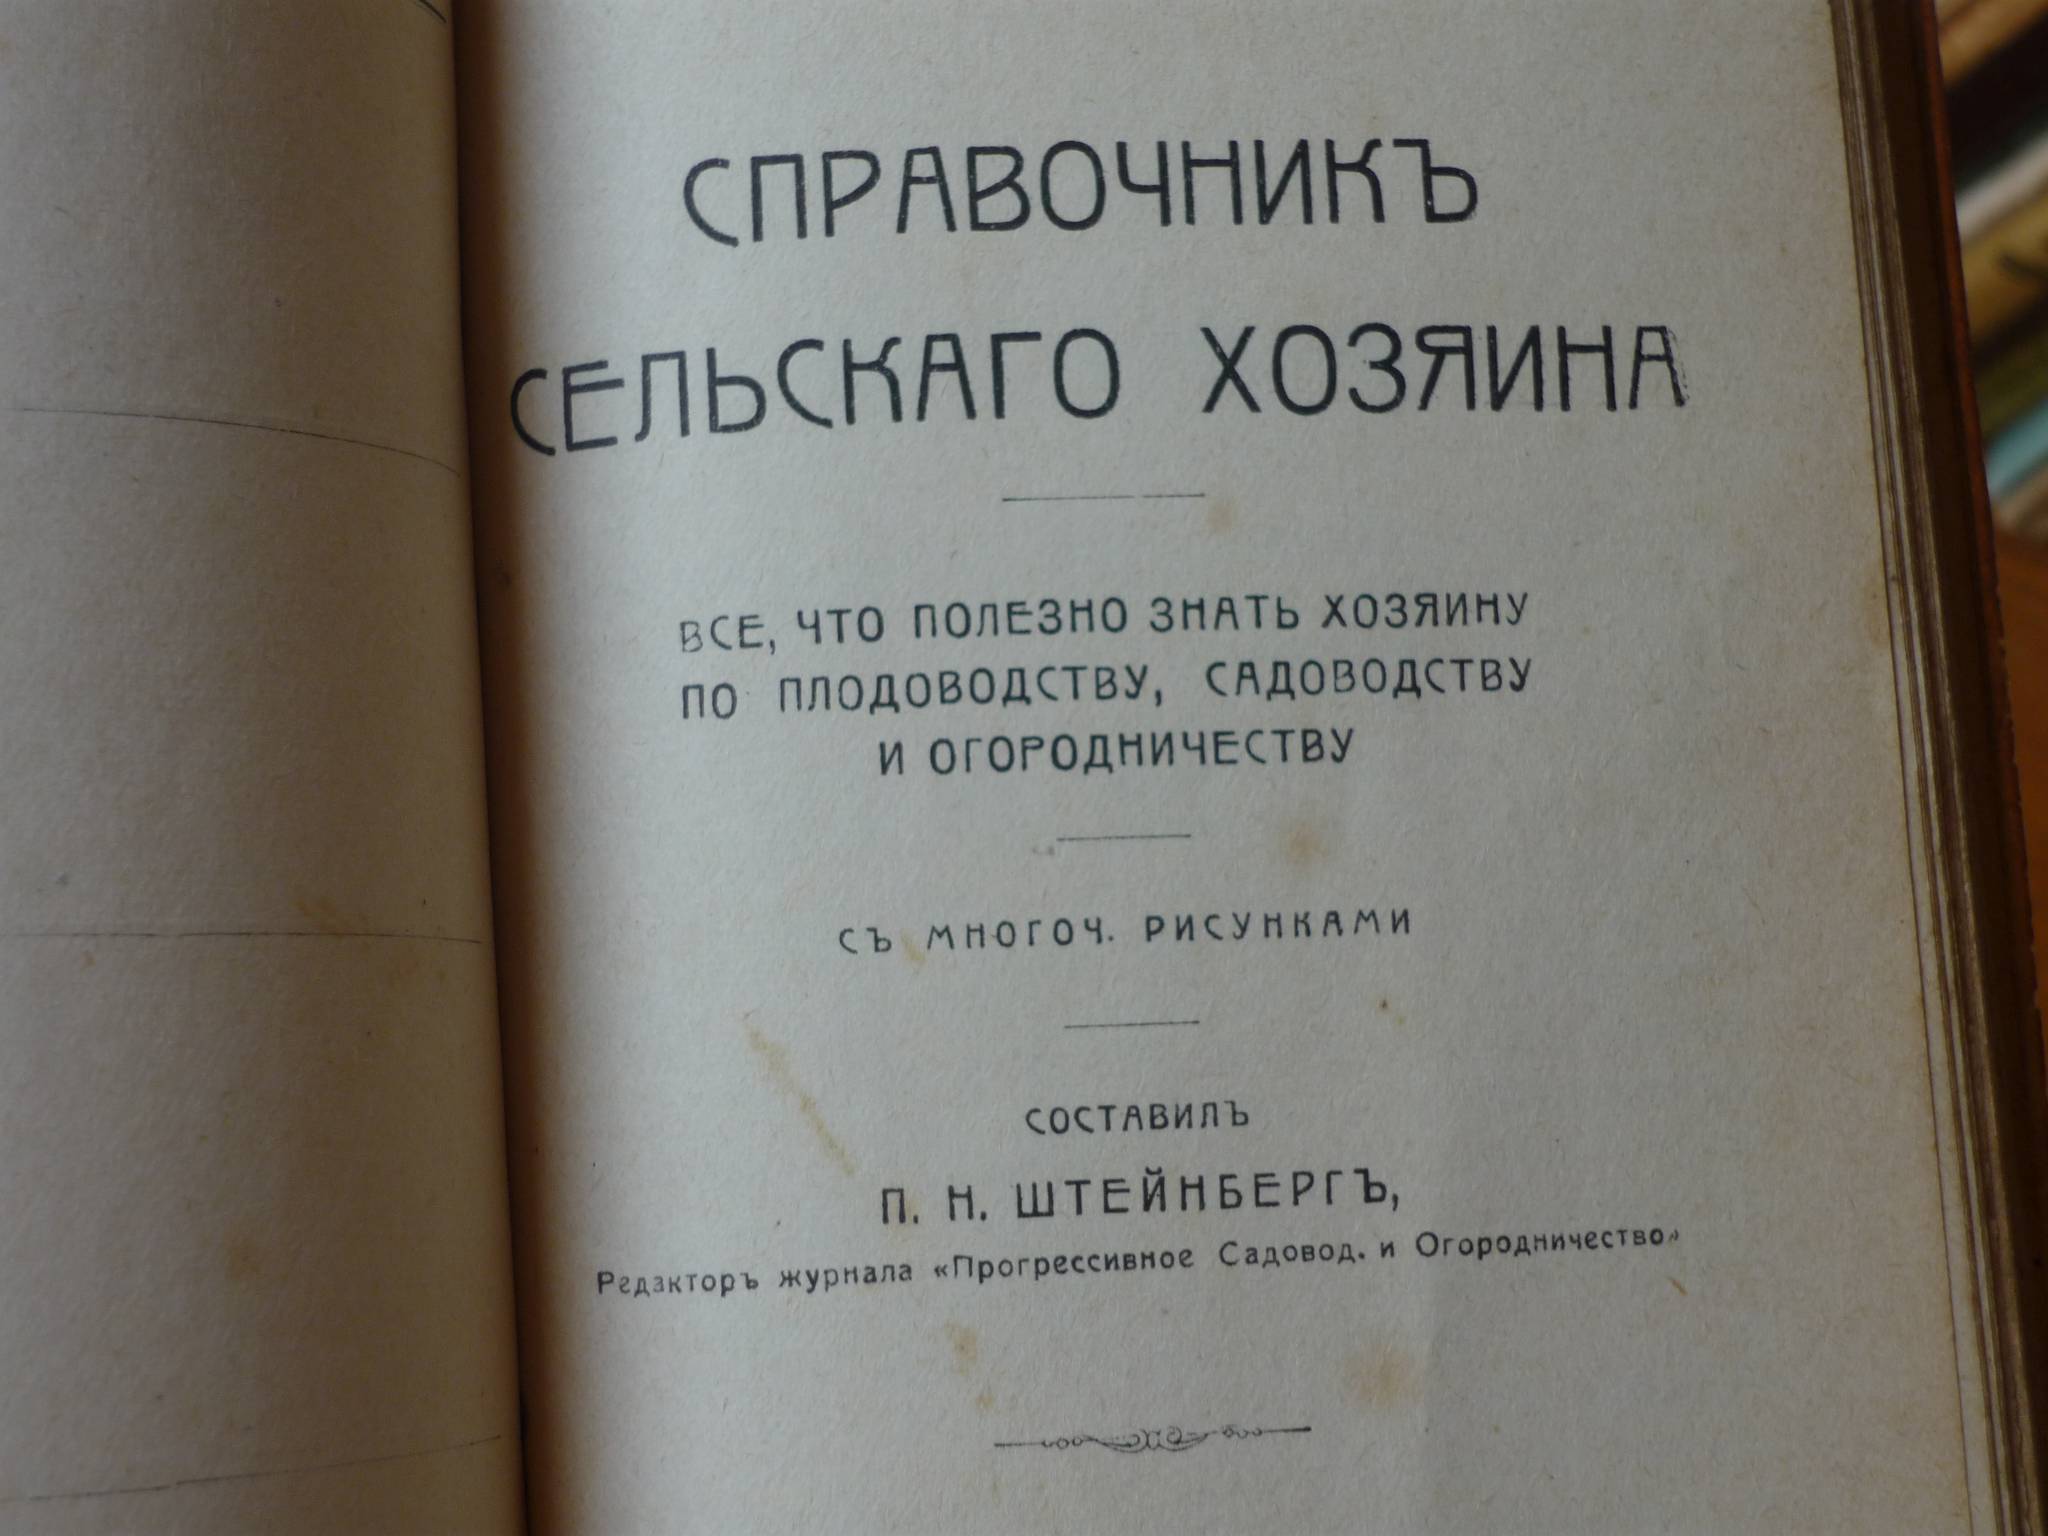 СПРАВОЧНИКЪ
СЕЛЬСКАГО ХОЗЯИНА
ВСЕ, ЧТО ПОЛЕЗНО ЗНАТЬ ХОЗЯИНУ
ПО ПЛОДОВОДСТВУ, САДОВОДСТВУ
И ОГОРОДНИЧЕСТВУ
СЪ МНОГОЧ. РИСУНКАМИ
СОСТАВИЛЪ
П. Н. ШТЕЙНБЕРГЪ,
Редакторъ журнала «Прогрессивное Садовод. и Огородничество»